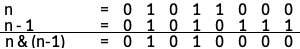 n = 0 1 0 1 1 0 0 0
n - 1 = 0 1 0 1 0 1 1 1
n & (n-1) = 0 1 0 1 0 0 0 0